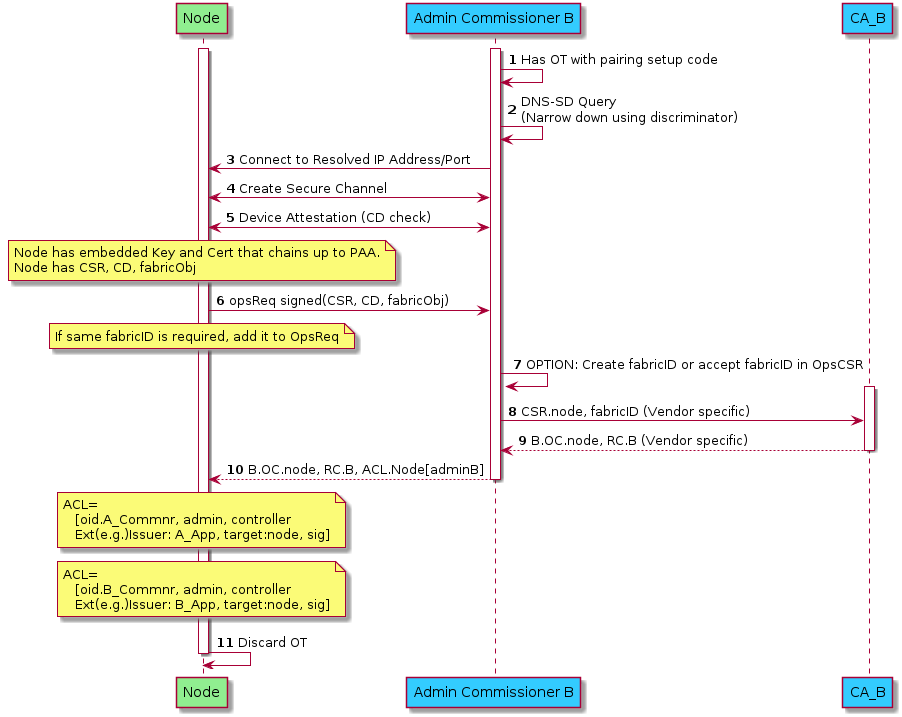 Node
Admin Commissioner B
CA_B
1 Has OT with pairing setup code
2 DNS-SD Query
(Narrow down using discriminator)
3 Connect to Resolved IP Address/Port
4 Create Secure Channel
5 Device Attestation (CD check)
Node has embedded Key and Cert that chains up to PAA.
Node has CSR, CD, fabricObj
6 opsReq signed(CSR, CD, fabricObj)
If same fabricID is required, add it to OpsReq
7 OPTION: Create fabricID or accept fabricID in OpsCSR
8 CSR.node, fabricID (Vendor specific)
9 B.OC.node, RC.B (Vendor specific)
10 B.OC.node, RC.B, ACL.Node[adminB]
ACL=
[oid.A_Commnr, admin, controller
Ext(e.g.)Issuer: A_App, target:node, sig]
ACL=
[oid.B_Commnr, admin, controller
Ext(e.g.)Issuer: B_App, target:node, sig]
11 Discard OT
Node
Admin Commissioner B
CA_B